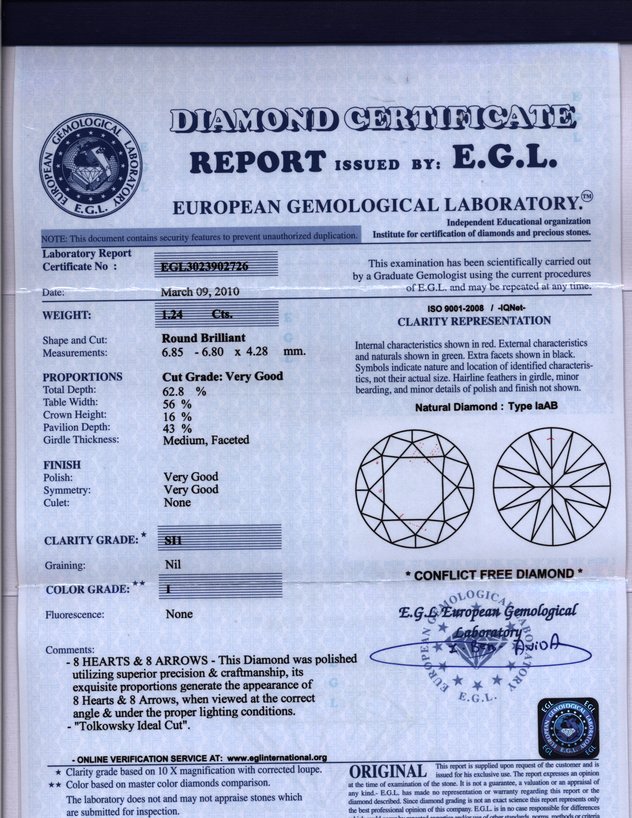 EUROPEAN GEMOLOGICAL LABORATORY
E.G.L.
DIAMOND CERTIFICATE
REPORT ISSUED BY: E.G.L.
EUROPEAN GEMOLOGICAL LABORATORY.™
Independent Educational organization
Institute for certification of diamonds and precious stones.
NOTE: This document contains security features to prevent unauthorized duplication.
Laboratory Report
Certificate No : EGL3023902726
Date: March 09, 2010
WEIGHT: 1.24 Cts.
Shape and Cut: Round Brilliant
Measurements: 6.85 - 6.80 x 4.28 mm.
PROPORTIONS Cut Grade: Very Good
Total Depth: 62.8 %
Table Width: 56 %
Crown Height: 16 %
Pavilion Depth: 43 %
Girdle Thickness: Medium, Faceted
FINISH
Polish: Very Good
Symmetry: Very Good
Culet: None
CLARITY GRADE: * SI1
Graining: Nil
COLOR GRADE: ** I
Fluorescence: None
Comments:
- 8 HEARTS & 8 ARROWS - This Diamond was polished
utilizing superior precision & craftmanship, its
exquisite proportions generate the appearance of
8 Hearts & 8 Arrows, when viewed at the correct
angle & under the proper lighting conditions.
- "Tolkowsky Ideal Cut".
- ONLINE VERIFICATION SERVICE AT: www.eglinternational.org
★ Clarity grade based on 10 X magnification with corrected loupe.
★★ Color based on master color diamonds comparison.
The laboratory does not and may not appraise stones which
are submitted for inspection.
This examination has been scientifically carried out
by a Graduate Gemologist using the current procedures
of E.G.L. and may be repeated at any time.
ISO 9001-2008 / -IQNet-
CLARITY REPRESENTATION
Internal characteristics shown in red. External characteristics
and naturals shown in green. Extra facets shown in black.
Symbols indicate nature and location of identified characteris-
tics, not their actual size. Hairline feathers in girdle, minor
bearding, and minor details of polish and finish not shown.
Natural Diamond : Type IaAB
* CONFLICT FREE DIAMOND *
E.G.L European Gemological
Laboratory
EUROPEAN GEMOLOGICAL LABORATORY
E.G.L.
EGL
EGL
EGL
EGL
ORIGINAL This report is supplied upon request of the customer and is
issued for his exclusive use. The report expresses an opinion
at the time of examination of the stone. It is not a guarantee, a valuation or an appraisal of
any kind.- E.G.L. has made no representation or warranty regarding this report or the
diamond described. Since diamond grading is not an exact science this report represents only
the best professional opinion of this company. E.G.L. is in no case responsible for differences